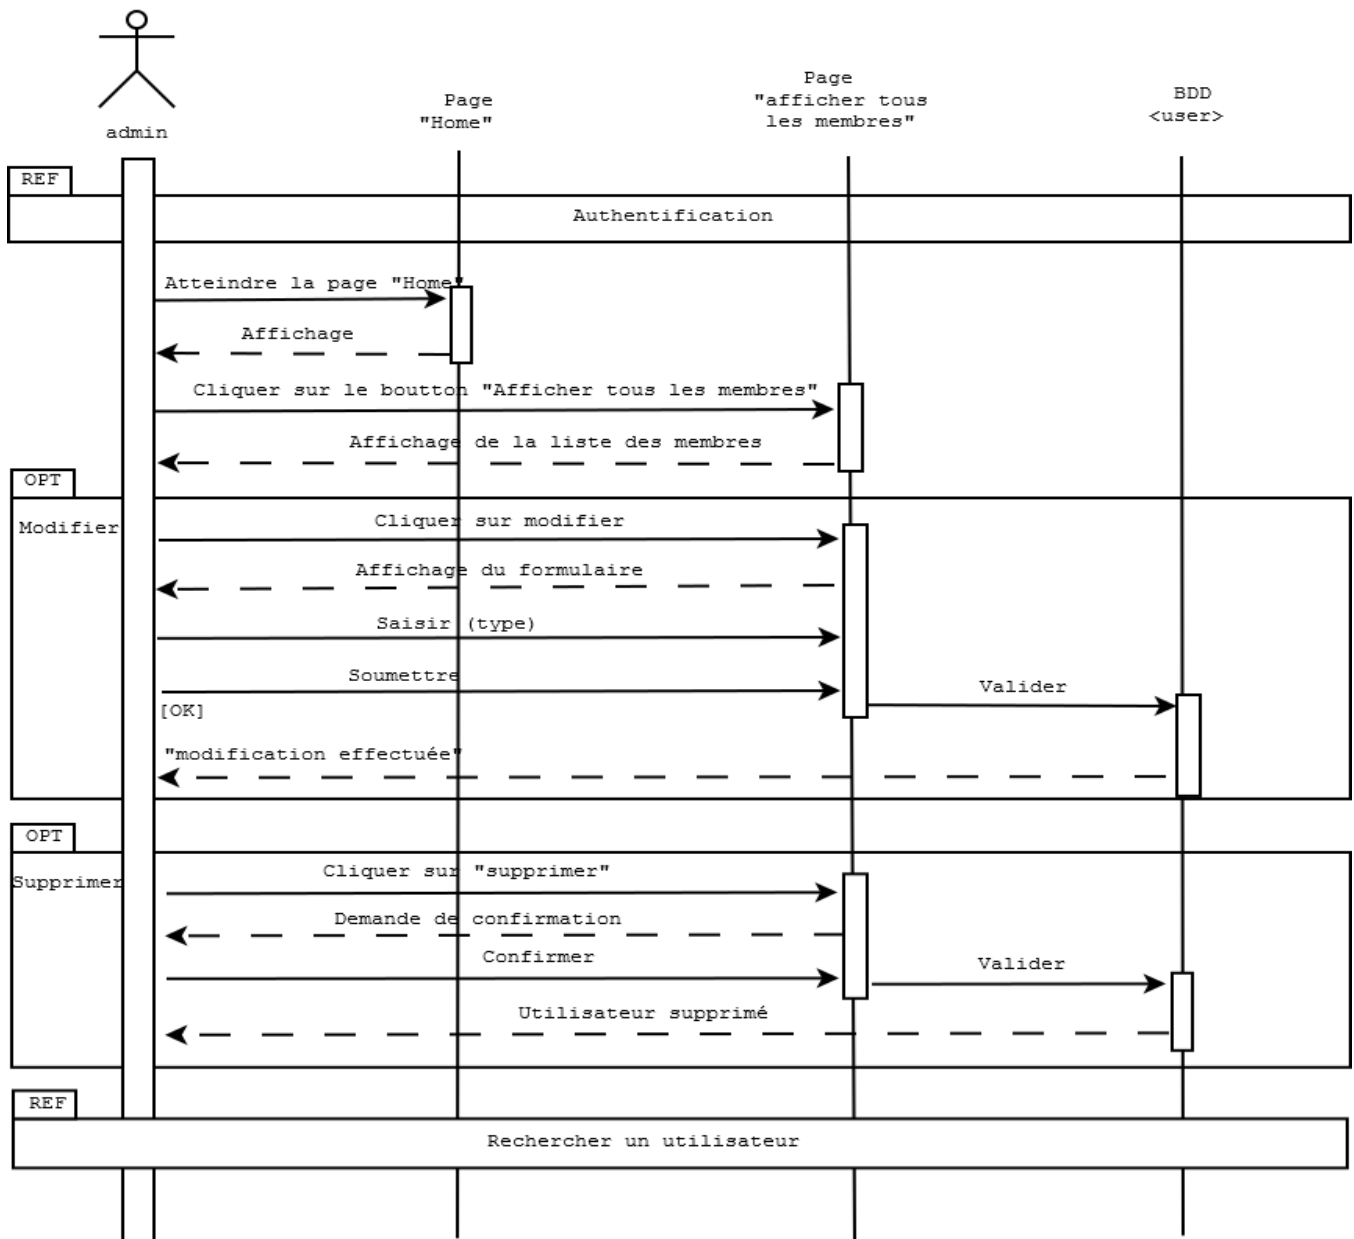 admin
Page
"Home"
Page
"afficher tous
les membres"
BDD
<user>
REF
Authentification
Atteindre la page "Home"
Affichage
Cliquer sur le boutton "Afficher tous les membres"
Affichage de la liste des membres
OPT
Modifier
Cliquer sur modifier
Affichage du formulaire
Saisir (type)
Soumettre
Valider
[OK]
"modification effectuée"
OPT
Supprimer
Cliquer sur "supprimer"
Demande de confirmation
Confirmer
Valider
Utilisateur supprimé
REF
Rechercher un utilisateur